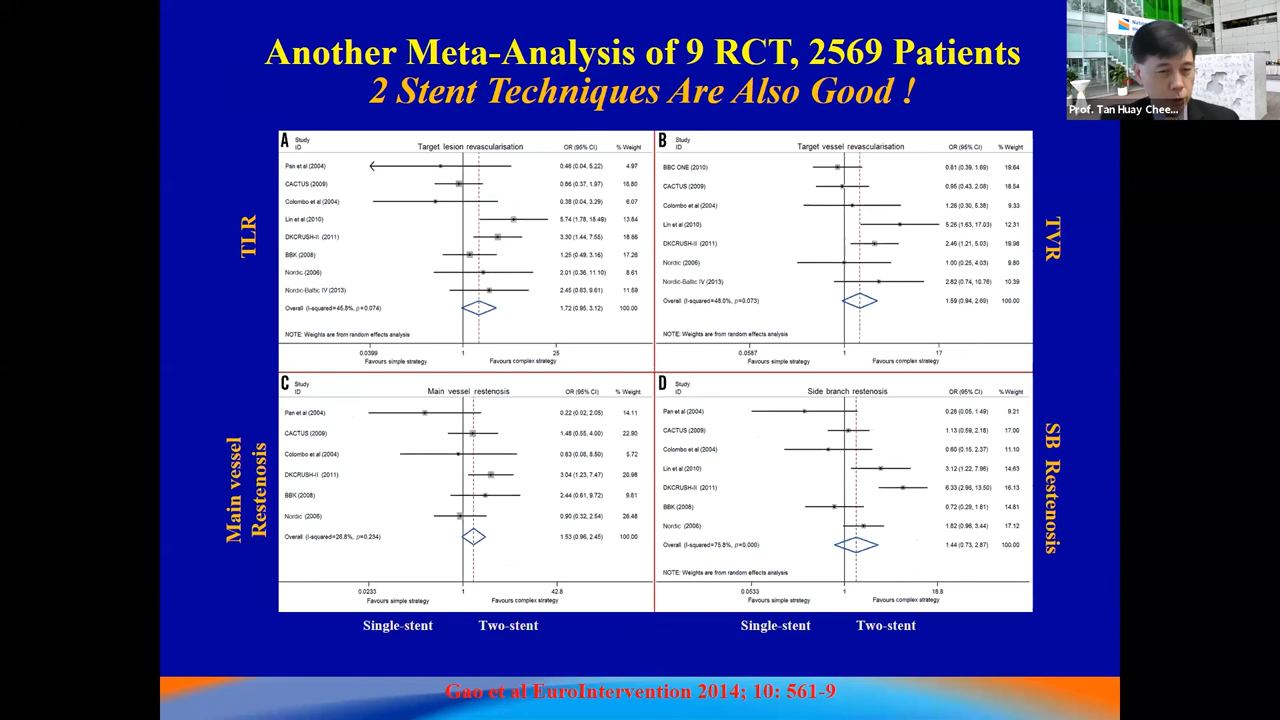 Another Meta-Analysis of 9 RCT, 2569 Patients
2 Stent Techniques Are Also Good !
Prof. Tan Huay Chee...
TLR
A
Study
ID
Target lesion revascularisation
OR (95% CI)
% Weight
Pan et al (2004) 0.46 (0.04, 5.22) 4.97
CACTUS (2009) 0.86 (0.37, 1.97) 18.80
Colombo et al (2004) 0.38 (0.04, 3.29) 6.07
Lin et al (2010) 5.74 (1.78, 18.49) 13.84
DKCRUSH-II (2011) 3.30 (1.44, 7.55) 18.86
BBK (2008) 1.25 (0.49, 3.16) 17.26
Nordic (2006) 2.01 (0.36, 11.10) 8.61
Nordic-Baltic IV (2013) 2.45 (0.63, 9.61) 11.59
Overall (I-squared=45.8%, p=0.074) 1.72 (0.95, 3.12) 100.00
NOTE: Weights are from random effects analysis
0.0399 1 25
Favours simple strategy Favours complex strategy
B
Study
ID
Target vessel revascularisation
OR (95% CI)
% Weight
BBC ONE (2010) 0.81 (0.39, 1.69) 19.64
CACTUS (2009) 0.95 (0.43, 2.08) 18.54
Colombo et al (2004) 1.26 (0.30, 5.38) 9.33
Lin et al (2010) 5.26 (1.63, 17.03) 12.31
DKCRUSH-II (2011) 2.46 (1.21, 5.03) 19.98
Nordic (2006) 1.00 (0.25, 4.03) 9.80
Nordic-Baltic IV (2013) 2.82 (0.74, 10.78) 10.39
Overall (I-squared=48.0%, p=0.073) 1.59 (0.94, 2.69) 100.00
NOTE: Weights are from random effects analysis
0.0587 1 17
Favours simple strategy Favours complex strategy
TVR
Main vessel
Restenosis
C
Study
ID
Main vessel restenosis
OR (95% CI)
% Weight
Pan et al (2004) 0.22 (0.02, 2.05) 14.11
CACTUS (2009) 1.48 (0.55, 4.00) 22.90
Colombo et al (2004) 0.83 (0.08, 8.50) 5.72
DKCRUSH-II (2011) 3.04 (1.23, 7.47) 20.98
BBK (2008) 2.44 (0.61, 9.72) 9.81
Nordic (2006) 0.90 (0.32, 2.54) 26.48
Overall (I-squared=26.8%, p=0.234) 1.53 (0.96, 2.45) 100.00
0.0233 1 42.8
Favours simple strategy Favours complex strategy
D
Study
ID
Side branch restenosis
OR (95% CI)
% Weight
Pan et al (2004) 0.28 (0.05, 1.49) 9.21
CACTUS (2009) 1.13 (0.59, 2.18) 17.00
Colombo et al (2004) 0.60 (0.15, 2.37) 11.10
Lin et al (2010) 3.12 (1.22, 7.96) 14.63
DKCRUSH-II (2011) 6.33 (2.96, 13.50) 16.13
BBK (2008) 0.72 (0.29, 1.81) 14.81
Nordic (2006) 1.82 (0.96, 3.44) 17.12
Overall (I-squared=75.8%, p=0.000) 1.44 (0.73, 2.87) 100.00
NOTE: Weights are from random effects analysis
0.0533 1 18.8
Favours simple strategy Favours complex strategy
SB Restenosis
Single-stent Two-stent
Single-stent Two-stent
Gao et al EuroIntervention 2014; 10: 561-9